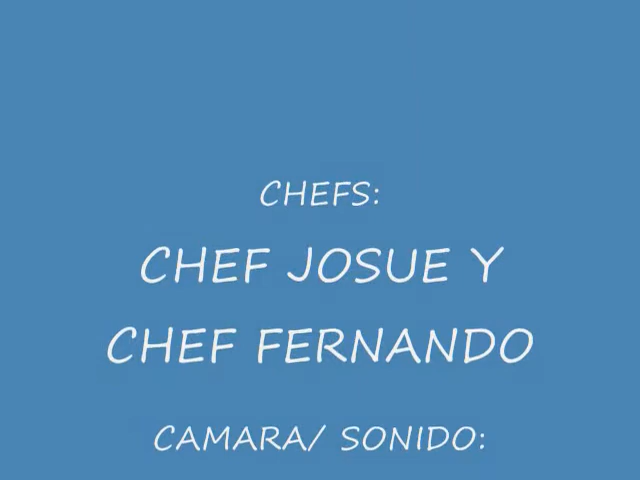 CHEFS:
CHEF JOSUE Y
CHEF FERNANDO
CAMARA/ SONIDO: